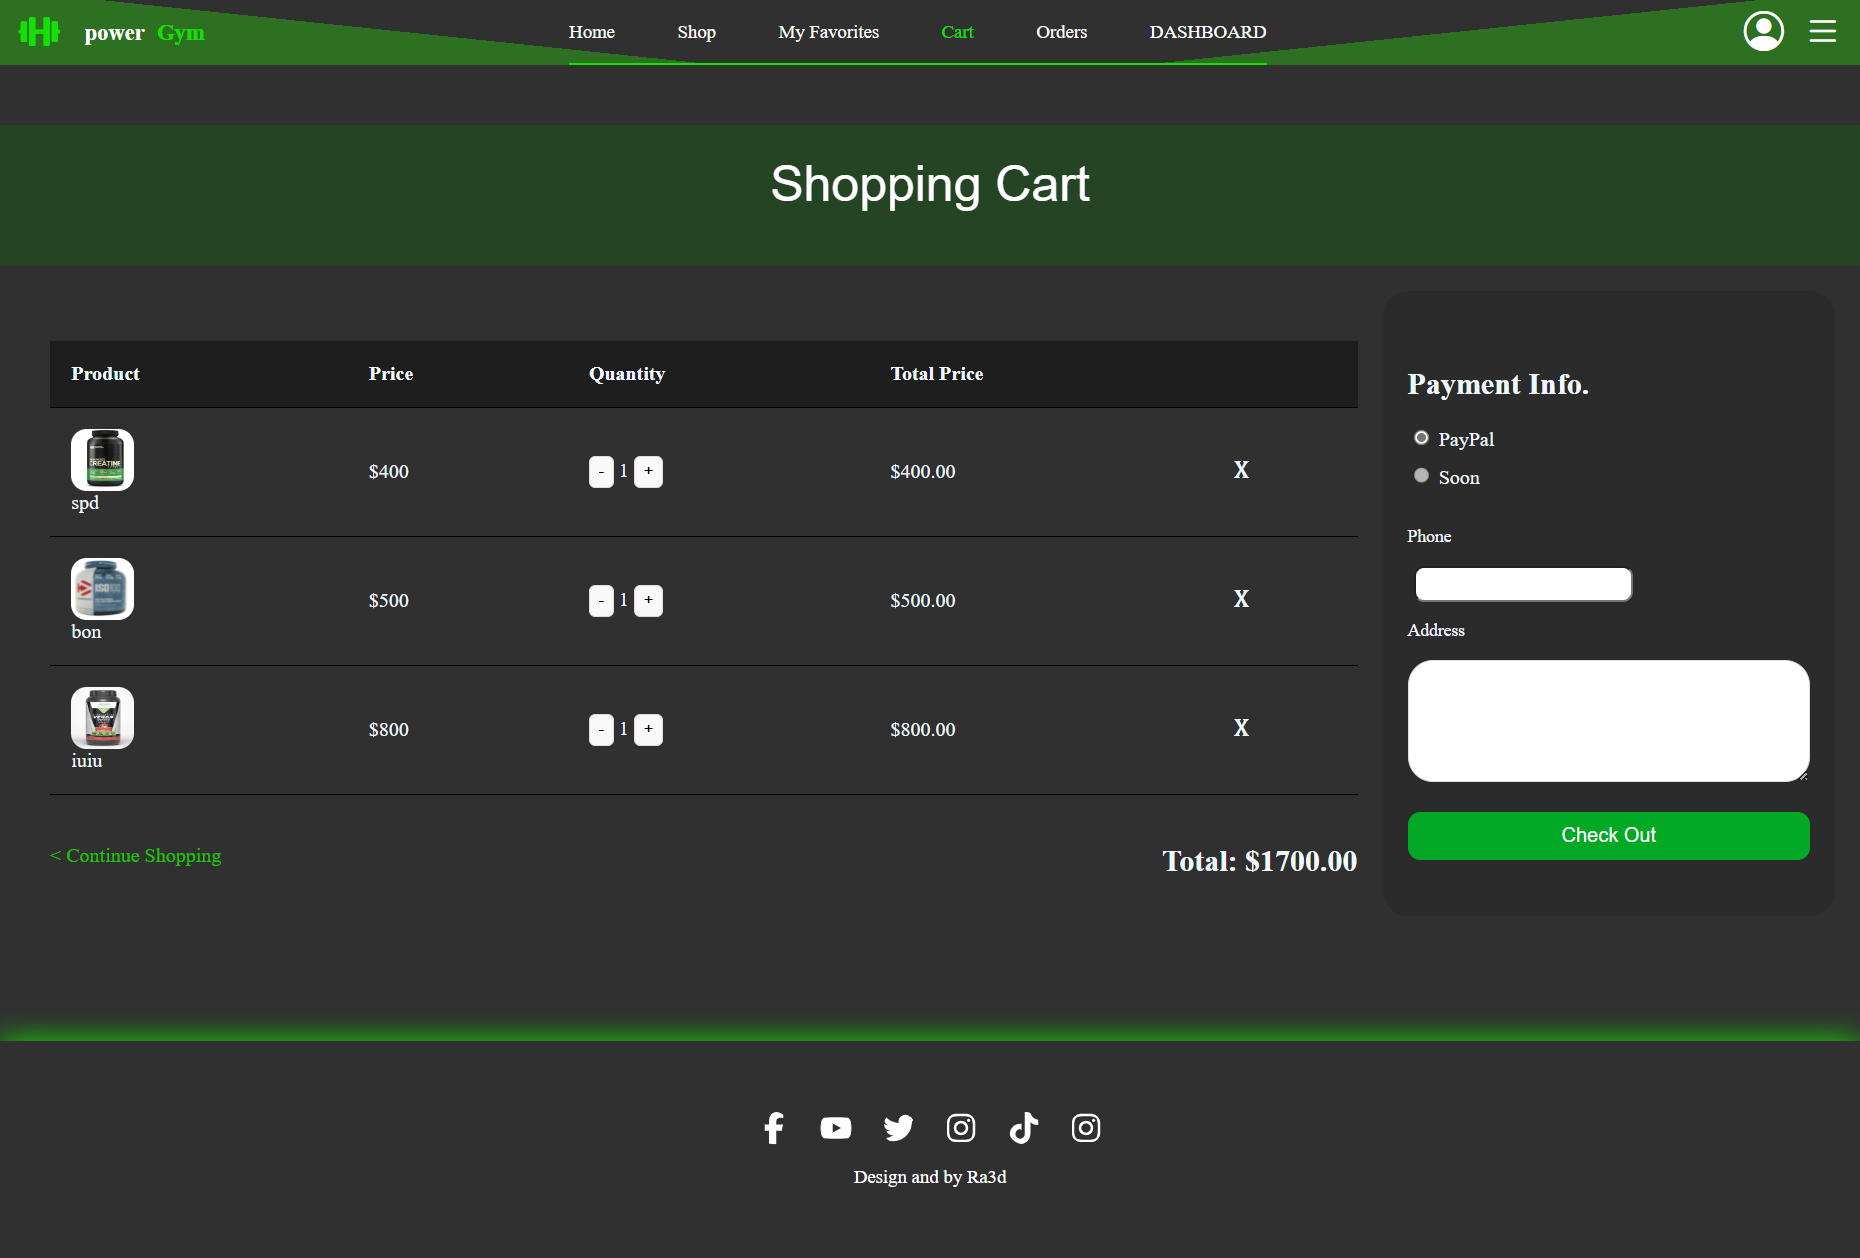 power Gym
Home Shop My Favorites Cart Orders DASHBOARD
Shopping Cart
Product Price Quantity Total Price
CREATINE
spd
$400 - 1 + $400.00 X
ISO100
bon
$500 - 1 + $500.00 X
iuiu
$800 - 1 + $800.00 X
< Continue Shopping
Total: $1700.00
Payment Info.
PayPal
Soon
Phone
Address
Check Out
Design and by Ra3d